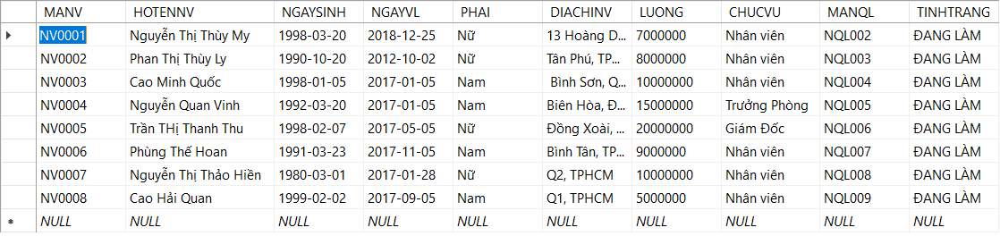 MANV HOTENNV NGAYSINH NGAYVL PHAI DIACHINV LUONG CHUCVU MANQL TINHTRANG
NV0001 Nguyễn Thị Thùy My 1998-03-20 2018-12-25 Nữ 13 Hoàng D... 7000000 Nhân viên NQL002 ĐANG LÀM
NV0002 Phan Thị Thùy Ly 1990-10-20 2012-10-02 Nữ Tân Phú, TP... 8000000 Nhân viên NQL003 ĐANG LÀM
NV0003 Cao Minh Quốc 1998-01-05 2017-01-05 Nam Bình Sơn, Q... 10000000 Nhân viên NQL004 ĐANG LÀM
NV0004 Nguyễn Quan Vinh 1992-03-20 2017-01-05 Nam Biên Hòa, Đ... 15000000 Trưởng Phòng NQL005 ĐANG LÀM
NV0005 Trần THị Thanh Thu 1998-02-07 2017-05-05 Nữ Đồng Xoài, ... 20000000 Giám Đốc NQL006 ĐANG LÀM
NV0006 Phùng Thế Hoan 1991-03-23 2017-11-05 Nam Bình Tân, TP... 9000000 Nhân viên NQL007 ĐANG LÀM
NV0007 Nguyễn Thị Thảo Hiền 1980-03-01 2017-01-28 Nữ Q2, TPHCM 10000000 Nhân viên NQL008 ĐANG LÀM
NV0008 Cao Hải Quan 1999-02-02 2017-09-05 Nam Q1, TPHCM 5000000 Nhân viên NQL009 ĐANG LÀM
NULL NULL NULL NULL NULL NULL NULL NULL NULL NULL